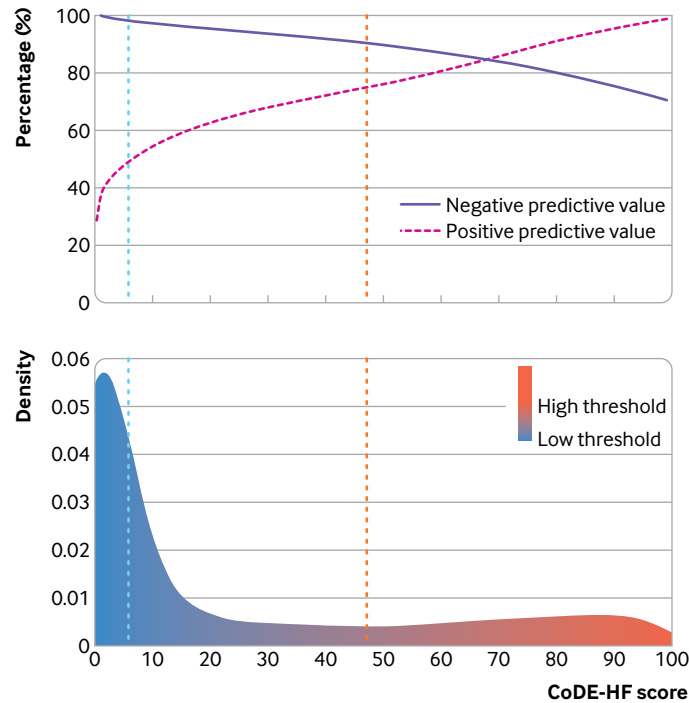 Percentage (%)
100
80
60
40
20
0
Negative predictive value
Positive predictive value
Density
0.06
0.05
0.04
0.03
0.02
0.01
0
High threshold
Low threshold
0 10 20 30 40 50 60 70 80 90 100
CoDE-HF score